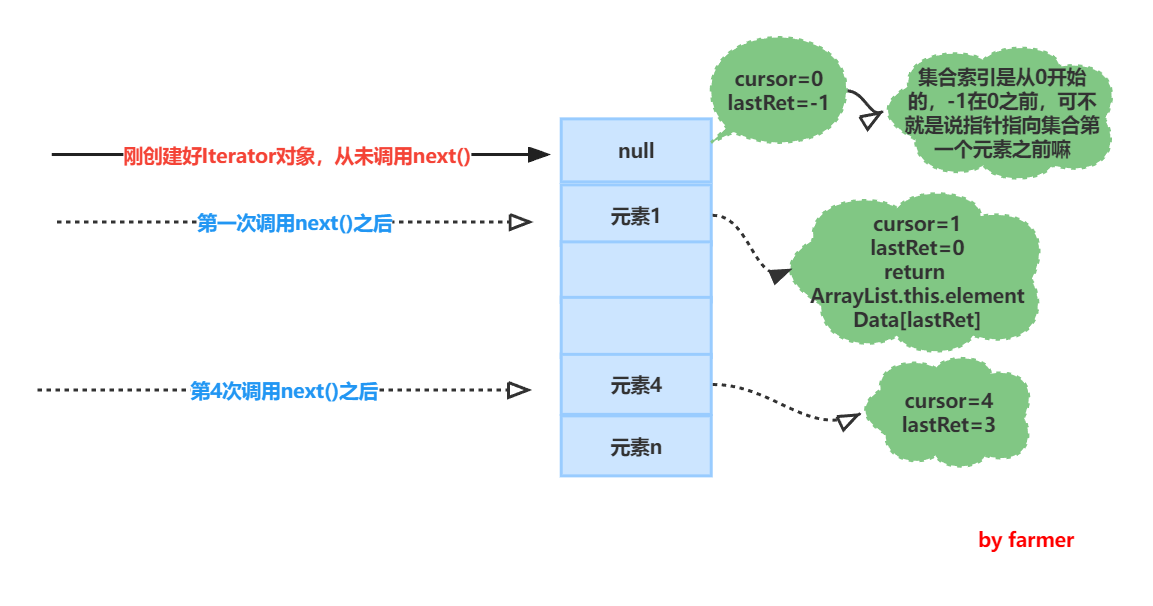 cursor=0
lastRet=-1
集合索引是从0开始
的，-1在0之前，可不
就是说指针指向集合第
一个元素之前嘛
刚创建好Iterator对象，从未调用next()
null
第一次调用next()之后
元素1
cursor=1
lastRet=0
return
ArrayList.this.element
Data[lastRet]
第4次调用next()之后
元素4
cursor=4
lastRet=3
元素n
by farmer